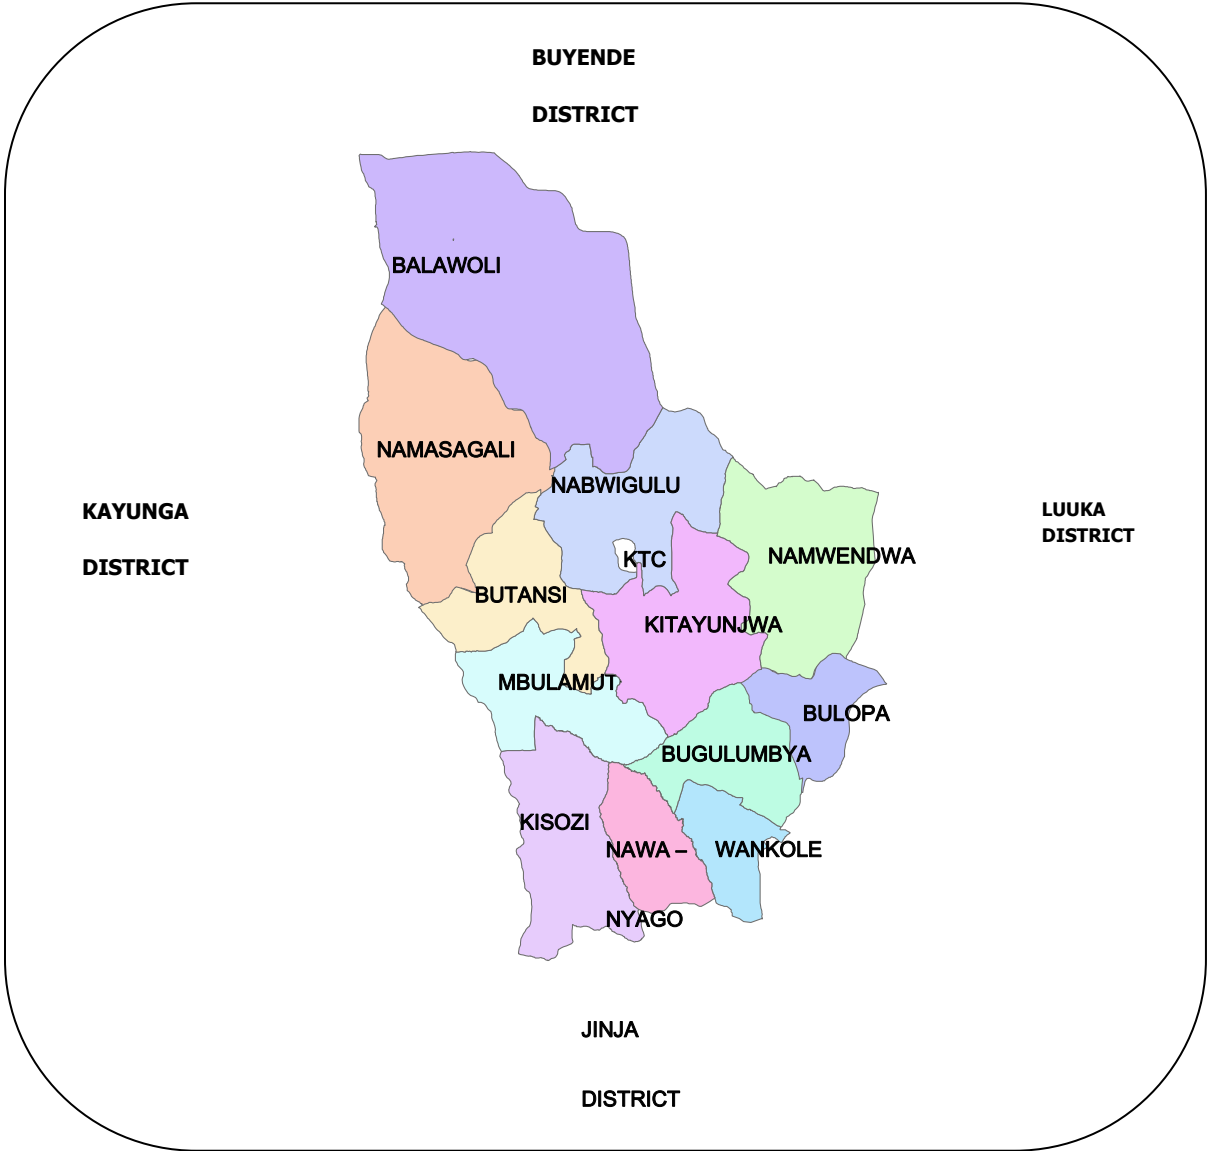 BUYENDE
DISTRICT
BALAWOLI
NAMASAGALI
NABWIGULU
KAYUNGA
LUUKA
DISTRICT
KTC
NAMWENDWA
DISTRICT
BUTANSI
KITAYUNJWA
MBULAMUT
BULOPA
BUGULUMBYA
KISOZI
NAWA –
WANKOLE
NYAGO
JINJA
DISTRICT